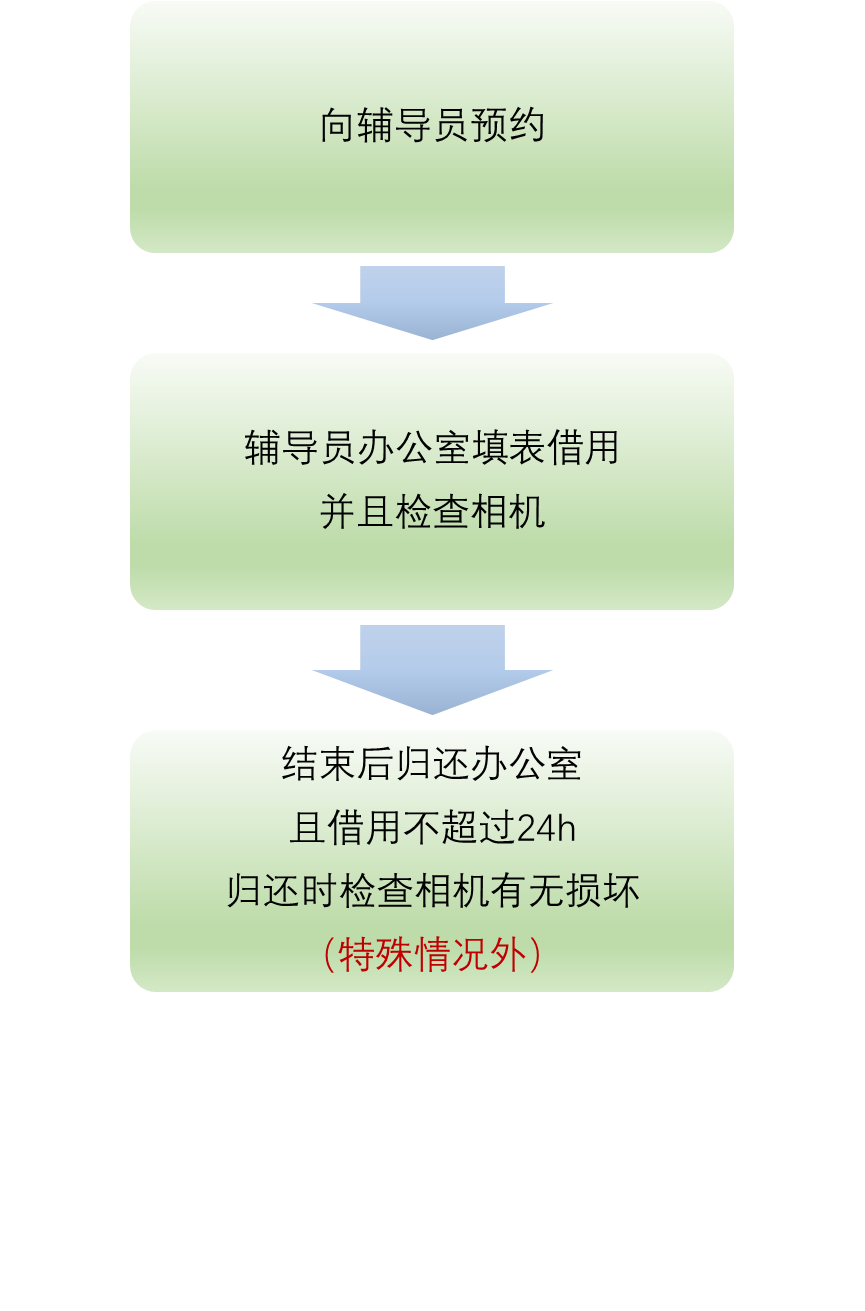 向辅导员预约
辅导员办公室填表借用
并且检查相机
结束后归还办公室
且借用不超过24h
归还时检查相机有无损坏
（特殊情况外）